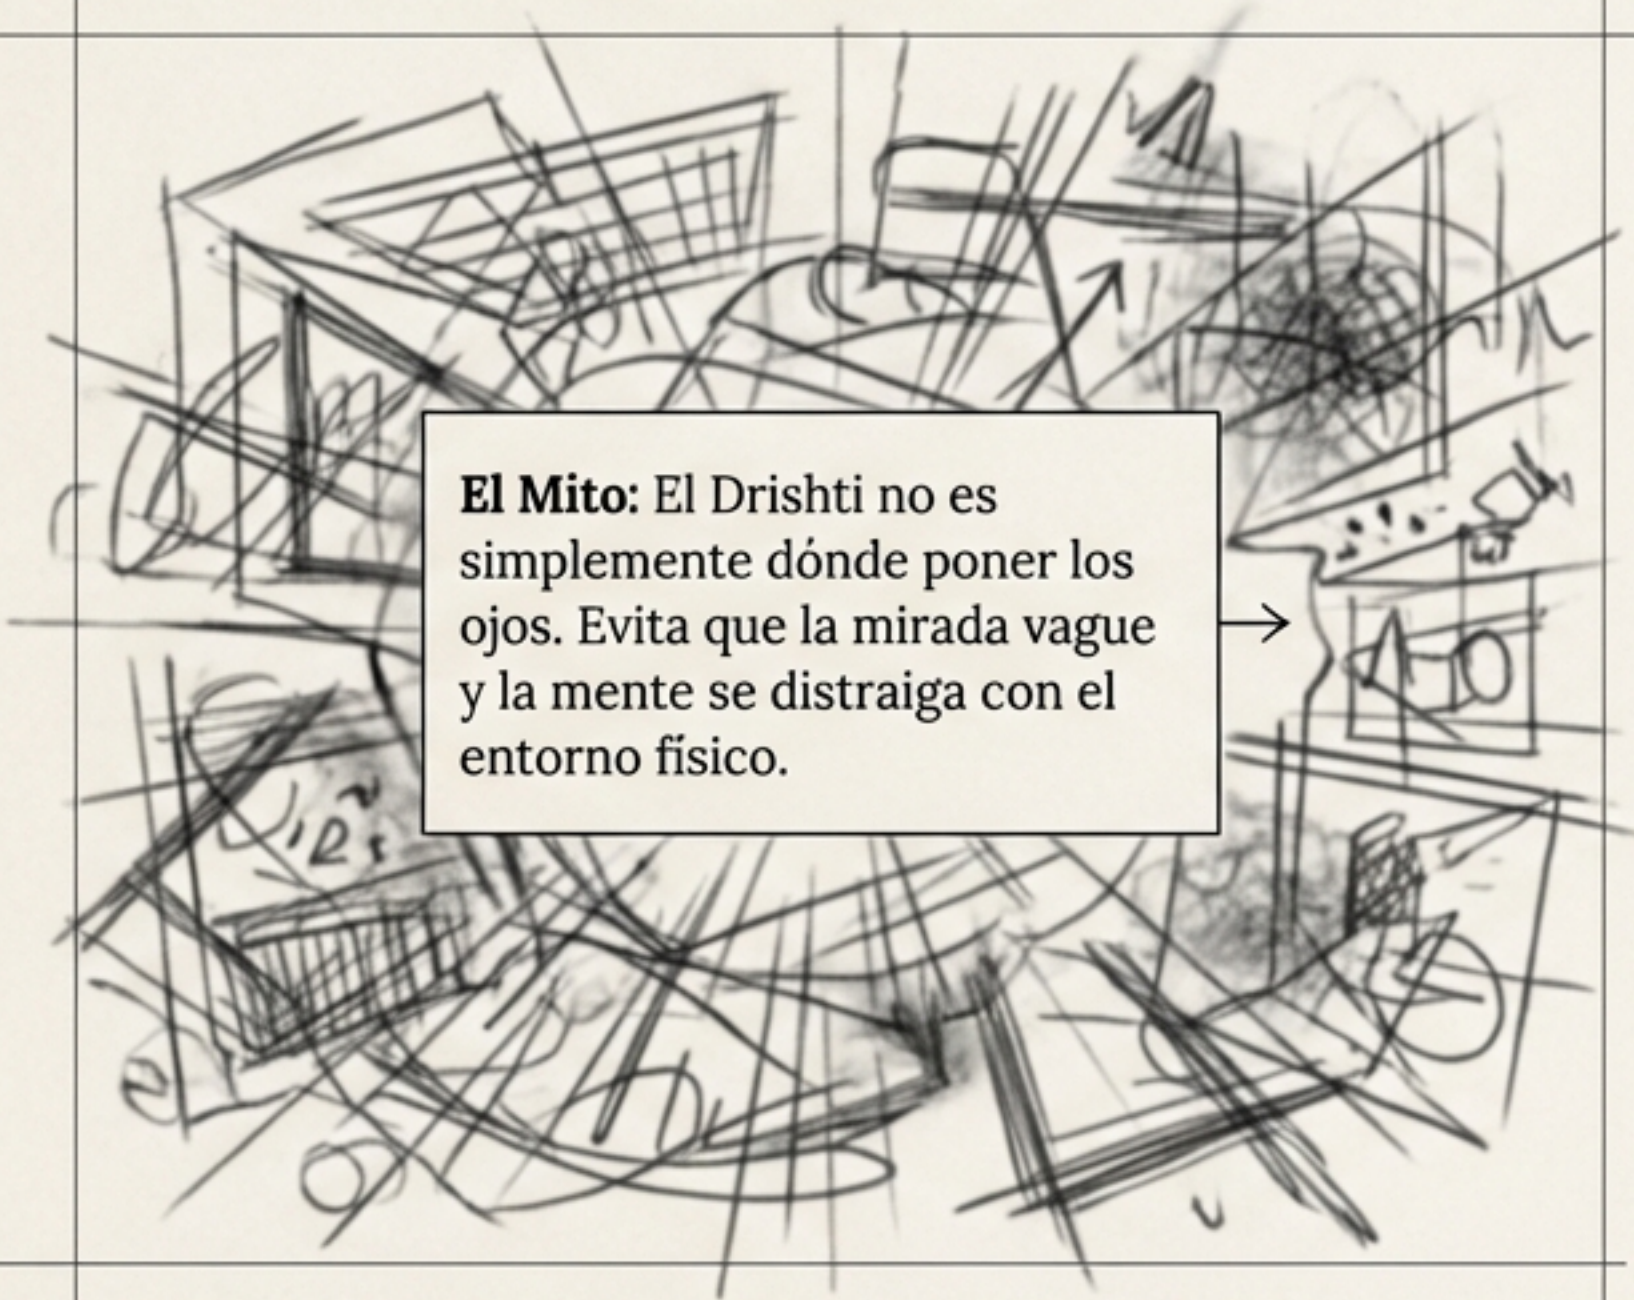 El Mito: El Drishti no es
simplemente dónde poner los
ojos. Evita que la mirada vague
y la mente se distraiga con el
entorno físico.